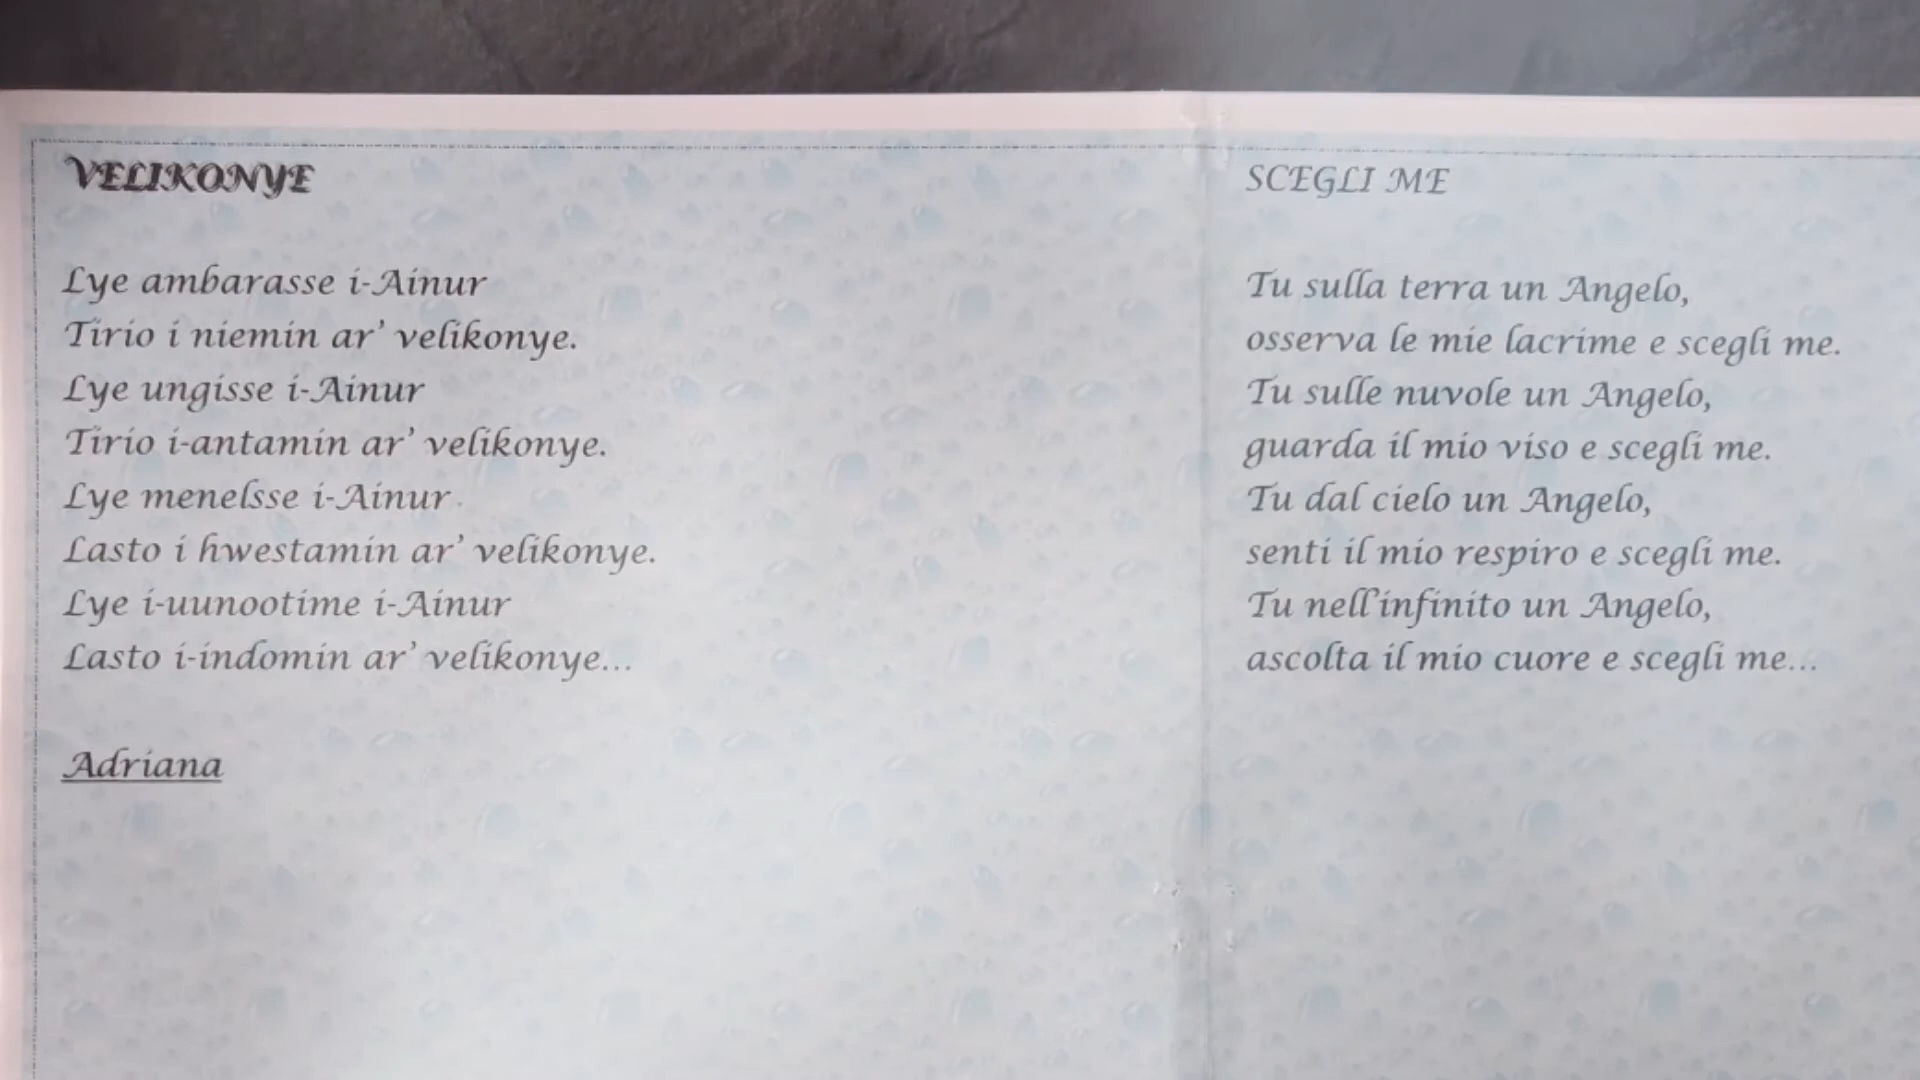 VELIKONYE
Lye ambarasse i-Ainur
Tirio i niemin ar' velikonye.
Lye ungisse i-Ainur
Tirio i-antamin ar' velikonye.
Lye menelsse i-Ainur
Lasto i hwestamin ar' velikonye.
Lye i-uunootime i-Ainur
Lasto i-indomin ar' velikonye...
Adriana
SCEGLI ME
Tu sulla terra un Angelo,
osserva le mie lacrime e scegli me.
Tu sulle nuvole un Angelo,
guarda il mio viso e scegli me.
Tu dal cielo un Angelo,
senti il mio respiro e scegli me.
Tu nell'infinito un Angelo,
ascolta il mio cuore e scegli me...